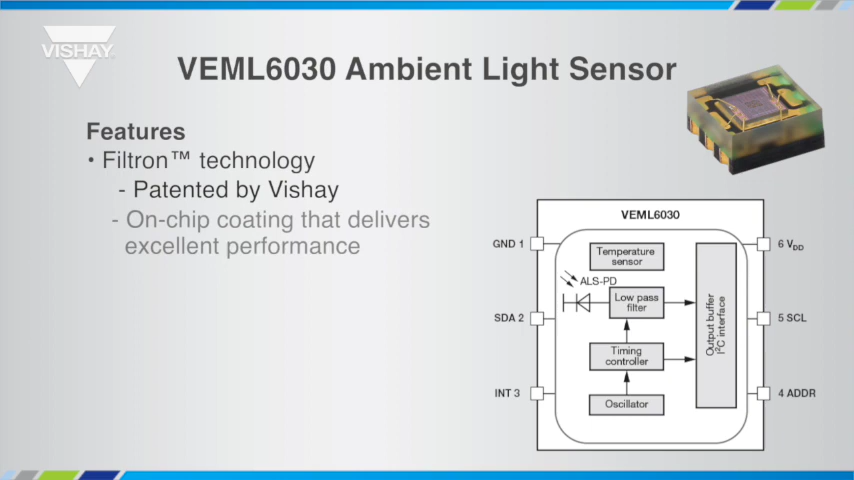 VISHAY
VEML6030 Ambient Light Sensor
Features
• Filtron™ technology
- Patented by Vishay
- On-chip coating that delivers
excellent performance
VEML6030
GND 1
SDA 2
INT 3
Temperature
sensor
ALS-PD
Low pass
filter
Timing
controller
Oscillator
Output buffer
I²C interface
6 VDD
5 SCL
4 ADDR